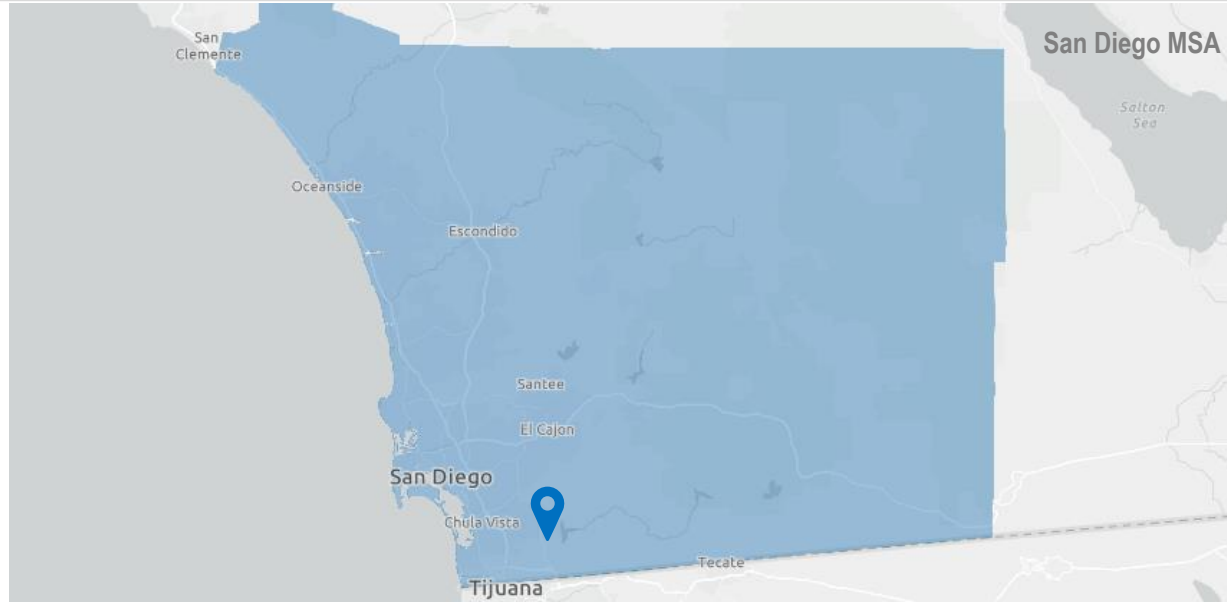 San Diego MSA
San
Clemente
Salton
Sea
Oceanside
Escondido
Santee
El Cajon
San Diego
Chula Vista
Tecate
Tijuana